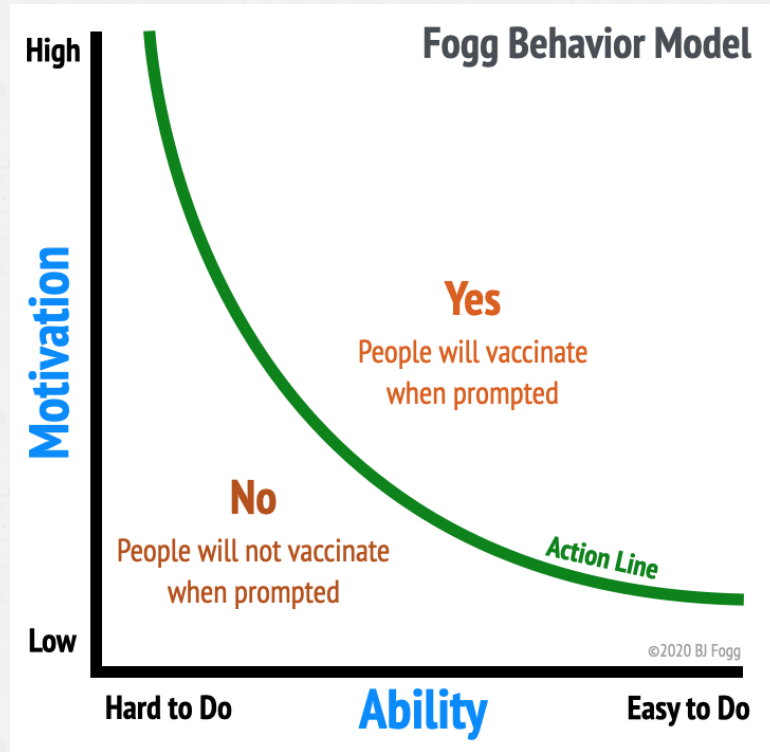 Fogg Behavior Model
High
Motivation
Yes
People will vaccinate
when prompted
No
People will not vaccinate
when prompted
Action Line
Low
©2020 BJ Fogg
Hard to Do
Ability
Easy to Do